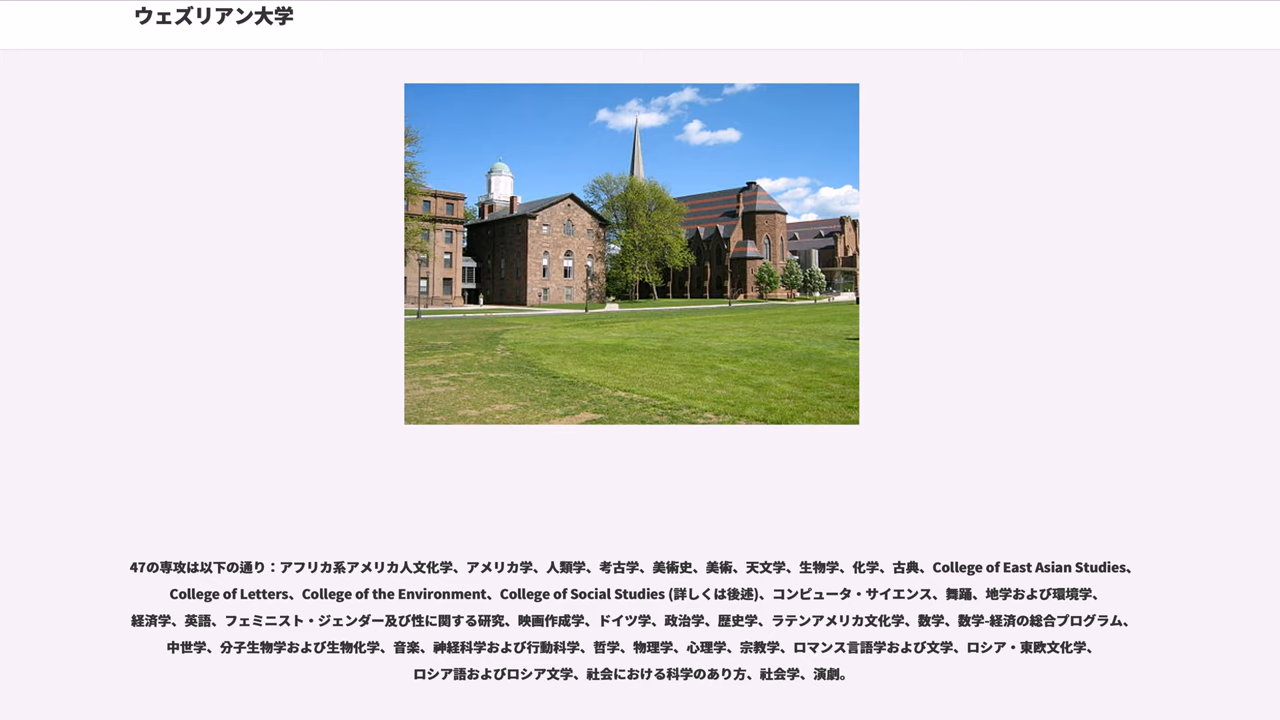 ウェズリアン大学
47の専攻は以下の通り：アフリカ系アメリカ人文化学、アメリカ学、人類学、考古学、美術史、美術、天文学、生物学、化学、古典、College of East Asian Studies、
College of Letters、College of the Environment、College of Social Studies (詳しくは後述)、コンピュータ・サイエンス、舞踊、地学および環境学、
経済学、英語、フェミニスト・ジェンダー及び性に関する研究、映画作成学、ドイツ学、政治学、歴史学、ラテンアメリカ文化学、数学、数学-経済の総合プログラム、
中世学、分子生物学および生物化学、音楽、神経科学および行動科学、哲学、物理学、心理学、宗教学、ロマンス言語学および文学、ロシア・東欧文化学、
ロシア語およびロシア文学、社会における科学のあり方、社会学、演劇。